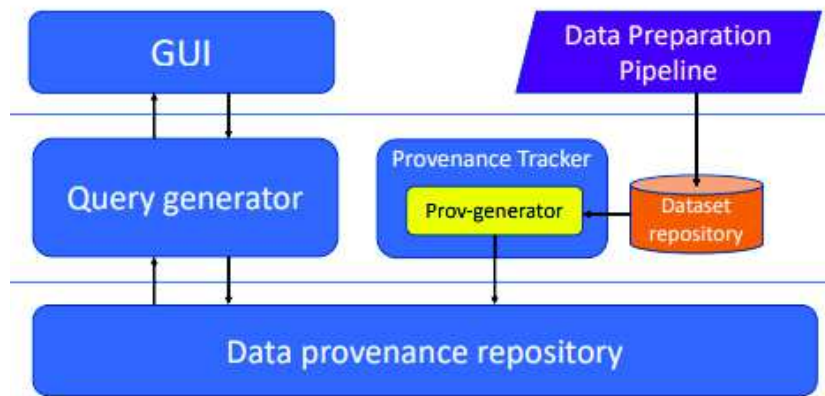 GUI
Data Preparation
Pipeline
Query generator
Provenance Tracker
Prov-generator
Dataset
repository
Data provenance repository